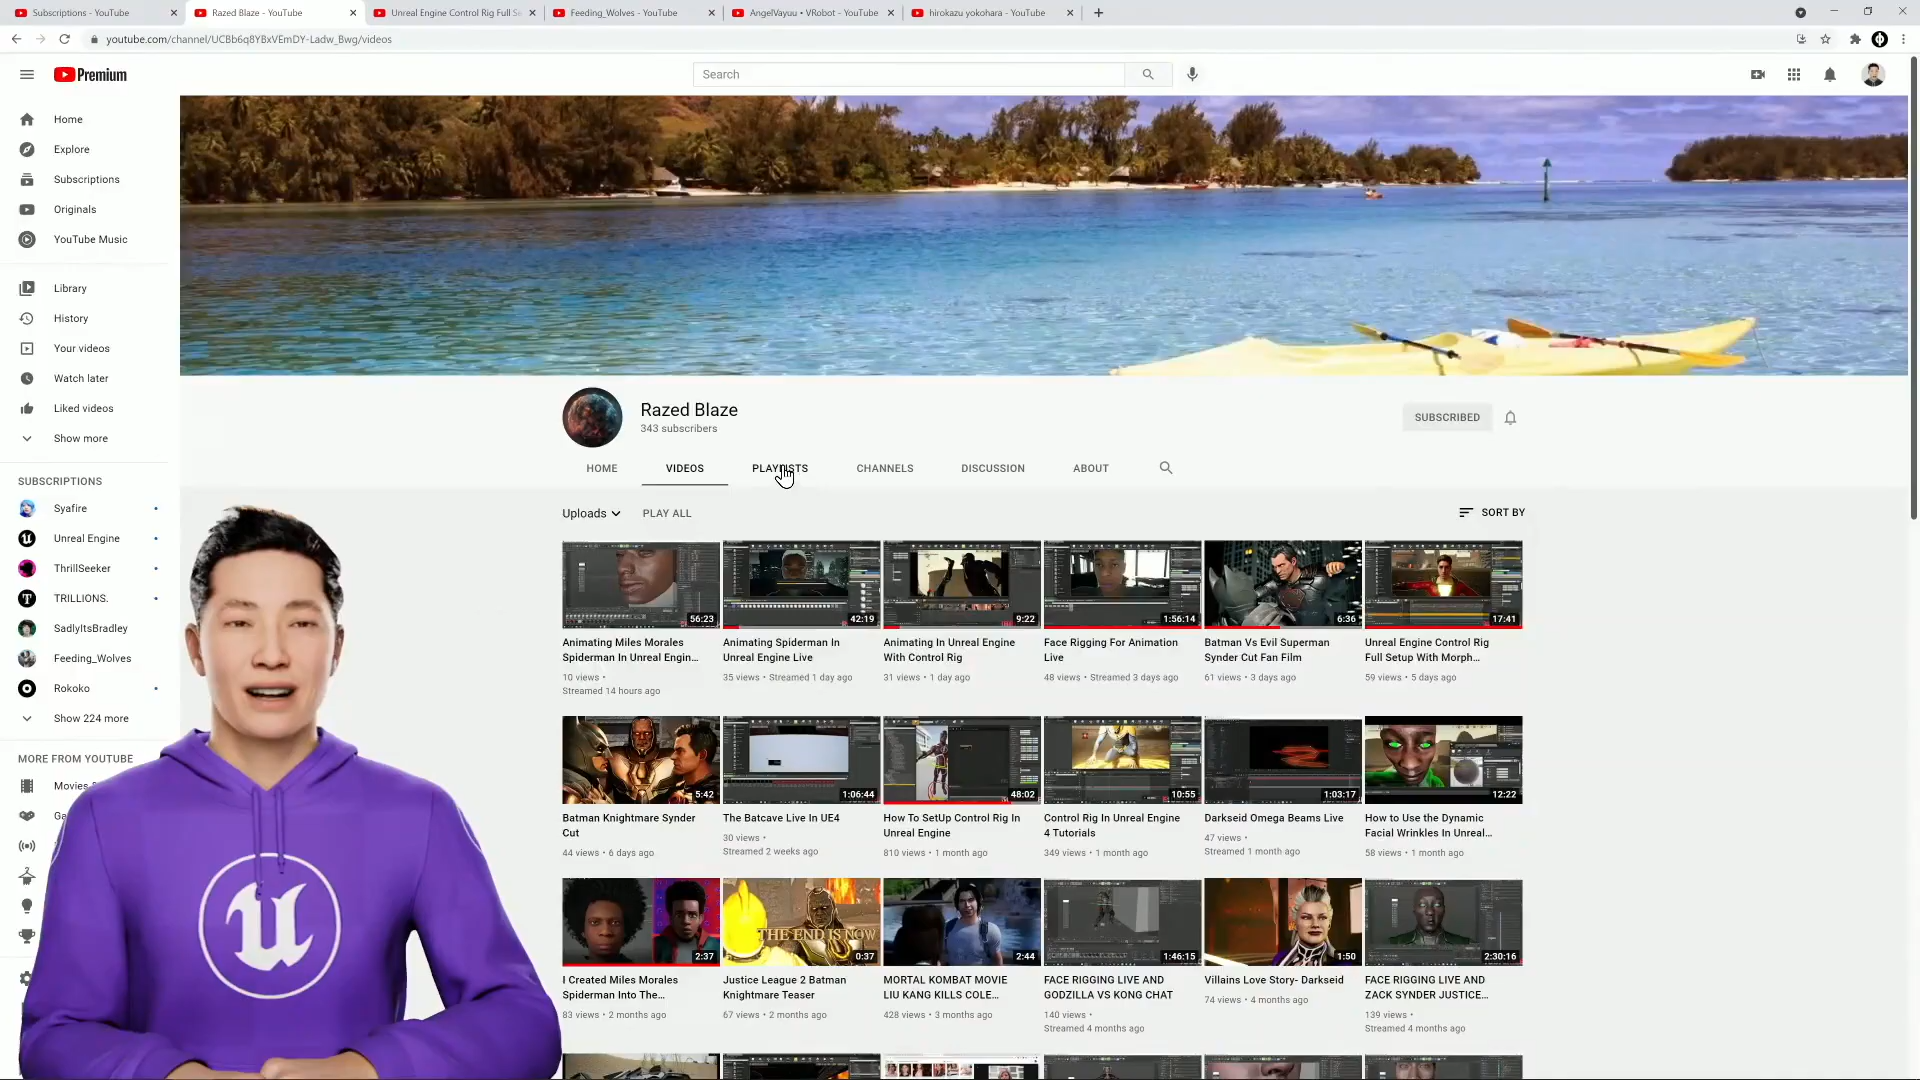 Subscriptions - YouTube
Razed Blaze - YouTube
Unreal Engine Control Rig Full S
Feeding_Wolves - YouTube
AngelVayuu • VRobot - YouTube
hirokazu yokohara - YouTube
youtube.com/channel/UCBb6q8YBxVEmDY-Ladw_Bwg/videos
Premium
Search
Home
Explore
Subscriptions
Originals
YouTube Music
Library
History
Your videos
Watch later
Liked videos
Show more
SUBSCRIPTIONS
Syafire
Unreal Engine
ThrillSeeker
TRILLIONS.
SadlyItsBradley
Feeding_Wolves
Rokoko
Show 224 more
MORE FROM YOUTUBE
Movies
Ga
Razed Blaze
343 subscribers
SUBSCRIBED
HOME VIDEOS PLAYLISTS CHANNELS DISCUSSION ABOUT
Uploads PLAY ALL SORT BY
56:23
42:19
9:22
1:56:14
6:36
17:41
Animating Miles Morales
Spiderman In Unreal Engin...
10 views •
Streamed 14 hours ago
Animating Spiderman In
Unreal Engine Live
35 views • Streamed 1 day ago
Animating In Unreal Engine
With Control Rig
31 views • 1 day ago
Face Rigging For Animation
Live
48 views • Streamed 3 days ago
Batman Vs Evil Superman
Synder Cut Fan Film
61 views • 3 days ago
Unreal Engine Control Rig
Full Setup With Morph...
59 views • 5 days ago
5:42
1:06:44
48:02
10:55
1:03:17
12:22
Batman Knightmare Synder
Cut
44 views • 6 days ago
The Batcave Live In UE4
30 views •
Streamed 2 weeks ago
How To SetUp Control Rig In
Unreal Engine
810 views • 1 month ago
Control Rig In Unreal Engine
4 Tutorials
349 views • 1 month ago
Darkseid Omega Beams Live
47 views •
Streamed 1 month ago
How to Use the Dynamic
Facial Wrinkles In Unreal...
58 views • 1 month ago
2:37
THE END IS NOW
0:37
2:44
1:46:15
1:50
2:30:16
I Created Miles Morales
Spiderman Into The...
83 views • 2 months ago
Justice League 2 Batman
Knightmare Teaser
67 views • 2 months ago
MORTAL KOMBAT MOVIE
LIU KANG KILLS COLE...
428 views • 3 months ago
FACE RIGGING LIVE AND
GODZILLA VS KONG CHAT
140 views •
Streamed 4 months ago
Villains Love Story- Darkseid
74 views • 4 months ago
FACE RIGGING LIVE AND
ZACK SYNDER JUSTICE...
139 views •
Streamed 4 months ago